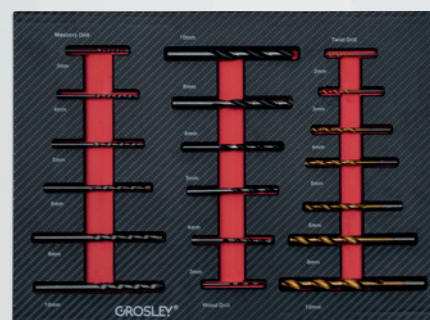 Masonry Drill
3mm
4mm
5mm
6mm
8mm
10mm
10mm
8mm
6mm
5mm
4mm
3mm
Wood Drill
Twist Drill
2mm
3mm
4mm
5mm
6mm
8mm
10mm
GROSLEY®